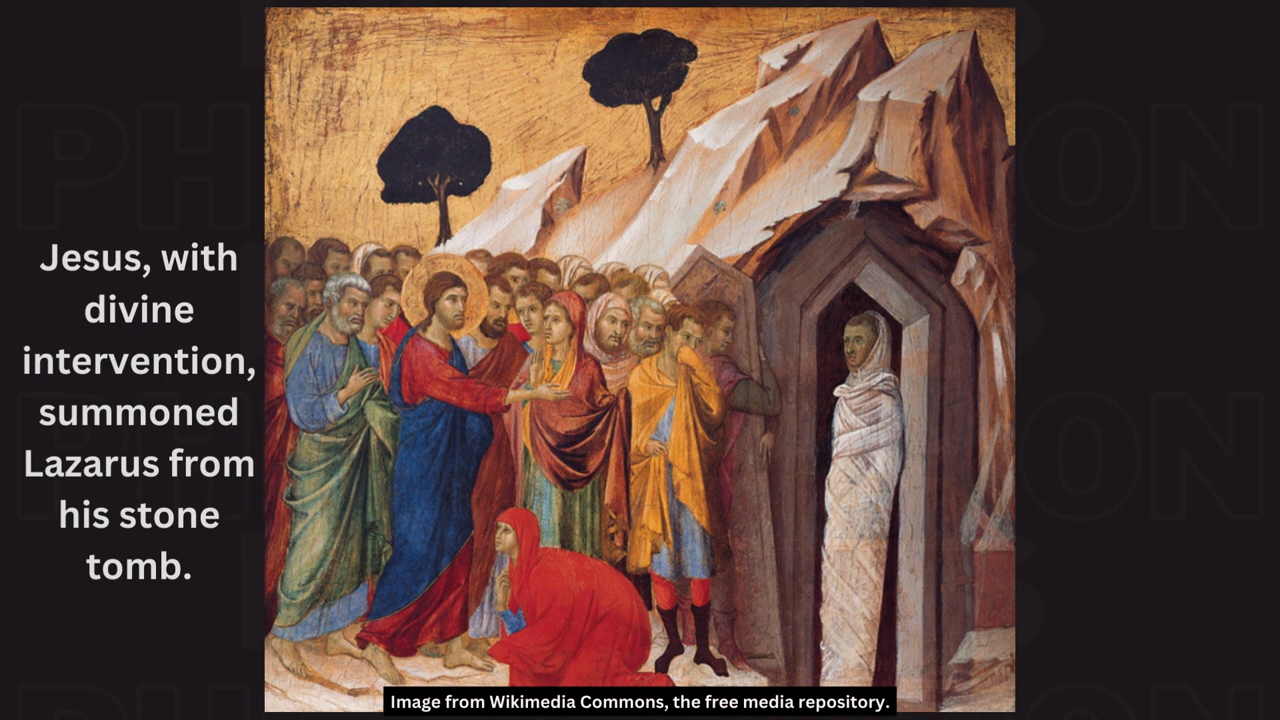 Jesus, with
divine
intervention,
summoned
Lazarus from
his stone
tomb.
Image from Wikimedia Commons, the free media repository.